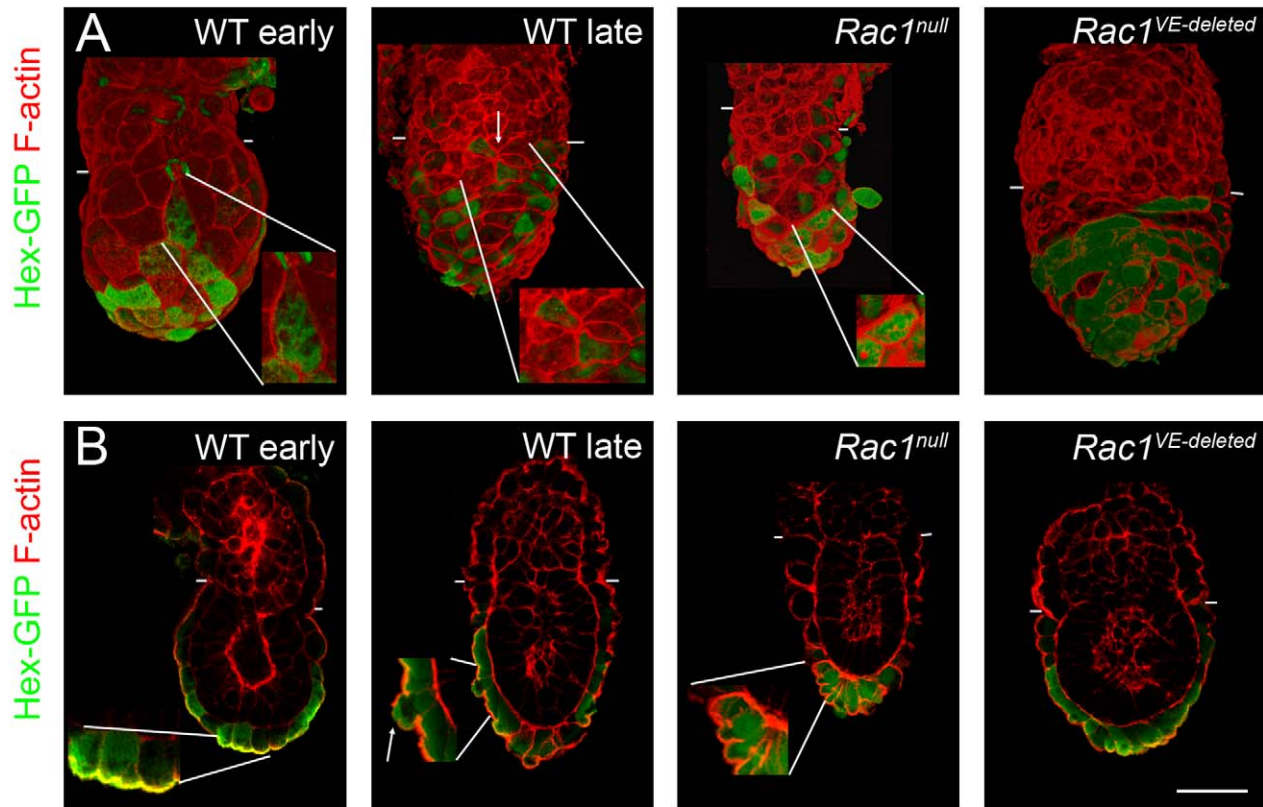 Hex-GFP F-actin
A
WT early
WT late
Rac1null
Rac1VE-deleted
Hex-GFP F-actin
B
WT early
WT late
Rac1null
Rac1VE-deleted